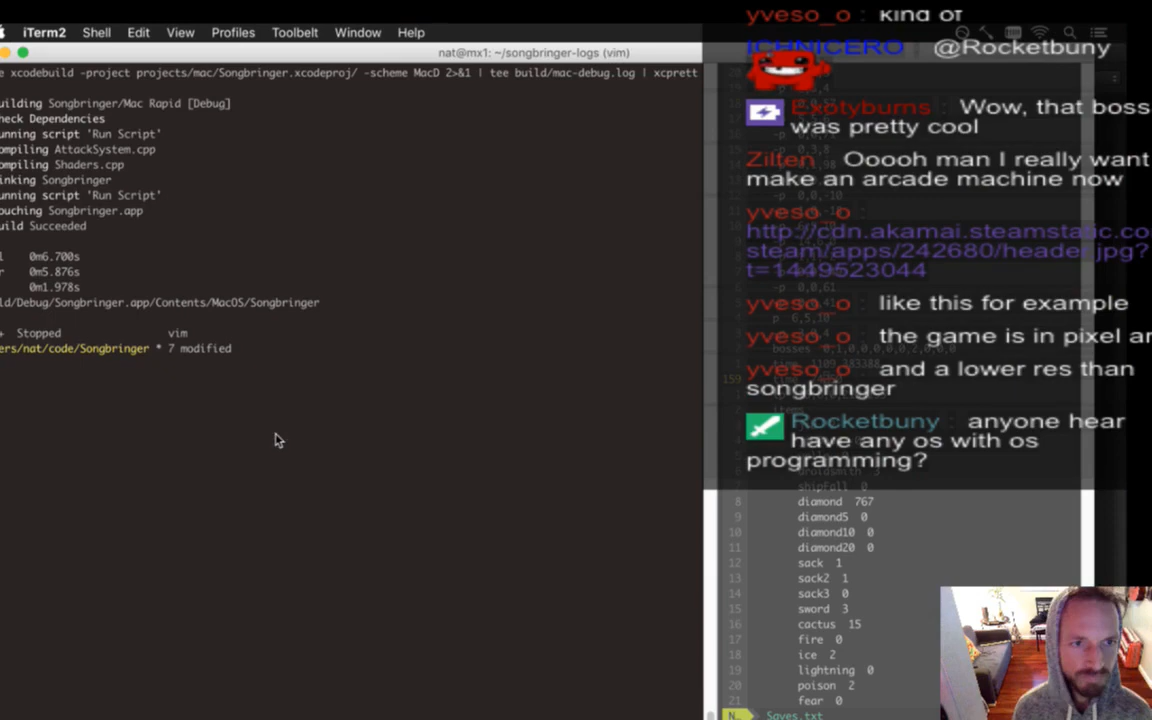 iTerm2 Shell Edit View Profiles Toolbelt Window Help
nat@mx1: ~/songbringer-logs (vim)
e xcodebuild -project projects/mac/Songbringer.xcodeproj/ -scheme MacD 2>&1 | tee build/mac-debug.log | xcprett
uilding Songbringer/Mac Rapid [Debug]
heck Dependencies
unning script 'Run Script'
ompiling AttackSystem.cpp
ompiling Shaders.cpp
inking Songbringer
unning script 'Run Script'
ouching Songbringer.app
uild Succeeded
l 0m6.700s
r 0m5.876s
0m1.978s
ld/Debug/Songbringer.app/Contents/MacOS/Songbringer
+ Stopped vim
ers/nat/code/Songbringer * 7 modified
yveso_o : kind of
ICHNICERO @Rocketbuny
Exotyburns : Wow, that boss
was pretty cool
Zilten Ooooh man I really want
make an arcade machine now
yveso_o :
http://cdn.akamai.steamstatic.co
steam/apps/242680/header.jpg?
t=1449523044
yveso_o : like this for example
yveso_o : the game is in pixel ar
yveso_o : and a lower res than
songbringer
Rocketbuny : anyone hear
have any os with os
programming?
159
shipFall 0
8 diamond 767
9 diamond5 0
10 diamond10 0
11 diamond20 0
12 sack 1
13 sack2 1
14 sack3 0
15 sword 3
16 cactus 15
17 fire 0
18 ice 2
19 lightning 0
20 poison 2
21 fear 0
N.. Saves.txt